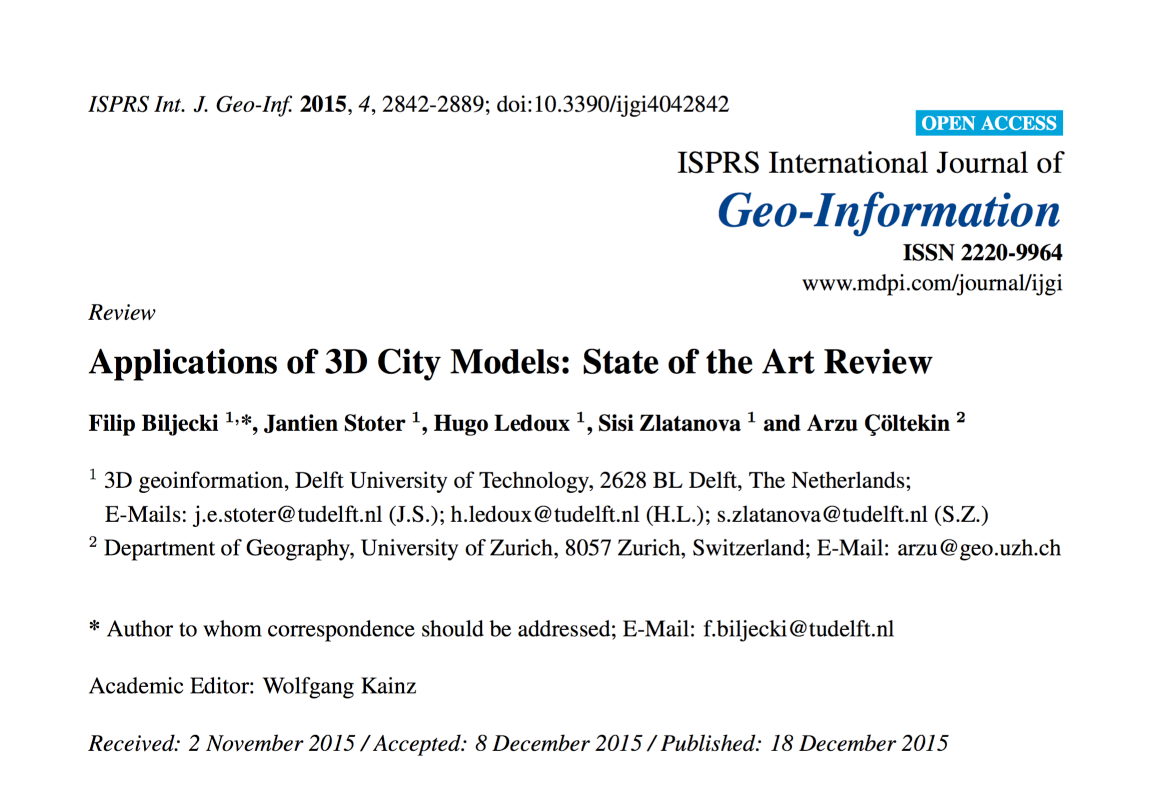 ISPRS Int. J. Geo-Inf. 2015, 4, 2842-2889; doi:10.3390/ijgi4042842
OPEN ACCESS
ISPRS International Journal of
Geo-Information
ISSN 2220-9964
www.mdpi.com/journal/ijgi
Review
Applications of 3D City Models: State of the Art Review
Filip Biljecki 1,*, Jantien Stoter 1, Hugo Ledoux 1, Sisi Zlatanova 1 and Arzu Çöltekin 2
1 3D geoinformation, Delft University of Technology, 2628 BL Delft, The Netherlands;
E-Mails: j.e.stoter@tudelft.nl (J.S.); h.ledoux@tudelft.nl (H.L.); s.zlatanova@tudelft.nl (S.Z.)
2 Department of Geography, University of Zurich, 8057 Zurich, Switzerland; E-Mail: arzu@geo.uzh.ch
* Author to whom correspondence should be addressed; E-Mail: f.biljecki@tudelft.nl
Academic Editor: Wolfgang Kainz
Received: 2 November 2015 / Accepted: 8 December 2015 / Published: 18 December 2015